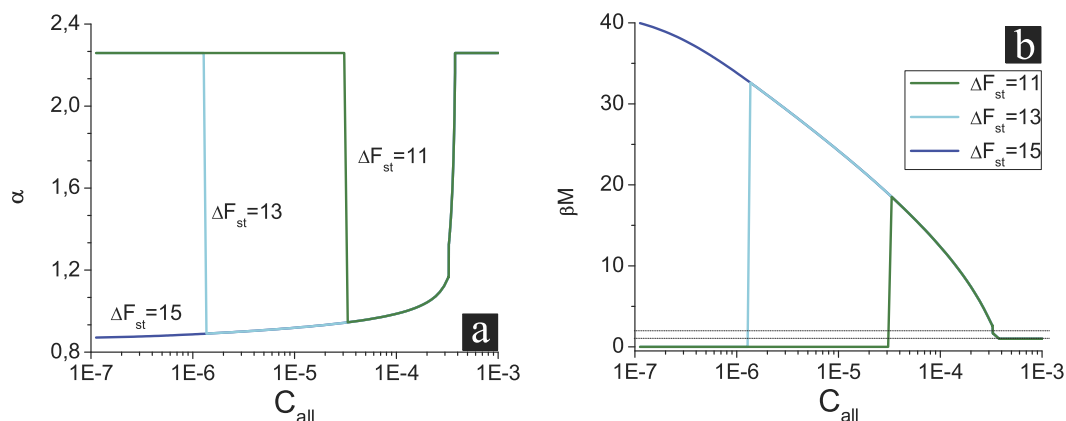 2,4
2,0
1,6
1,2
0,8
α
ΔFst=11
ΔFst=13
ΔFst=15
a
1E-7 1E-6 1E-5 1E-4 1E-3
Call
40
30
20
10
0
βM
b
ΔFst=11
ΔFst=13
ΔFst=15
1E-7 1E-6 1E-5 1E-4 1E-3
Call